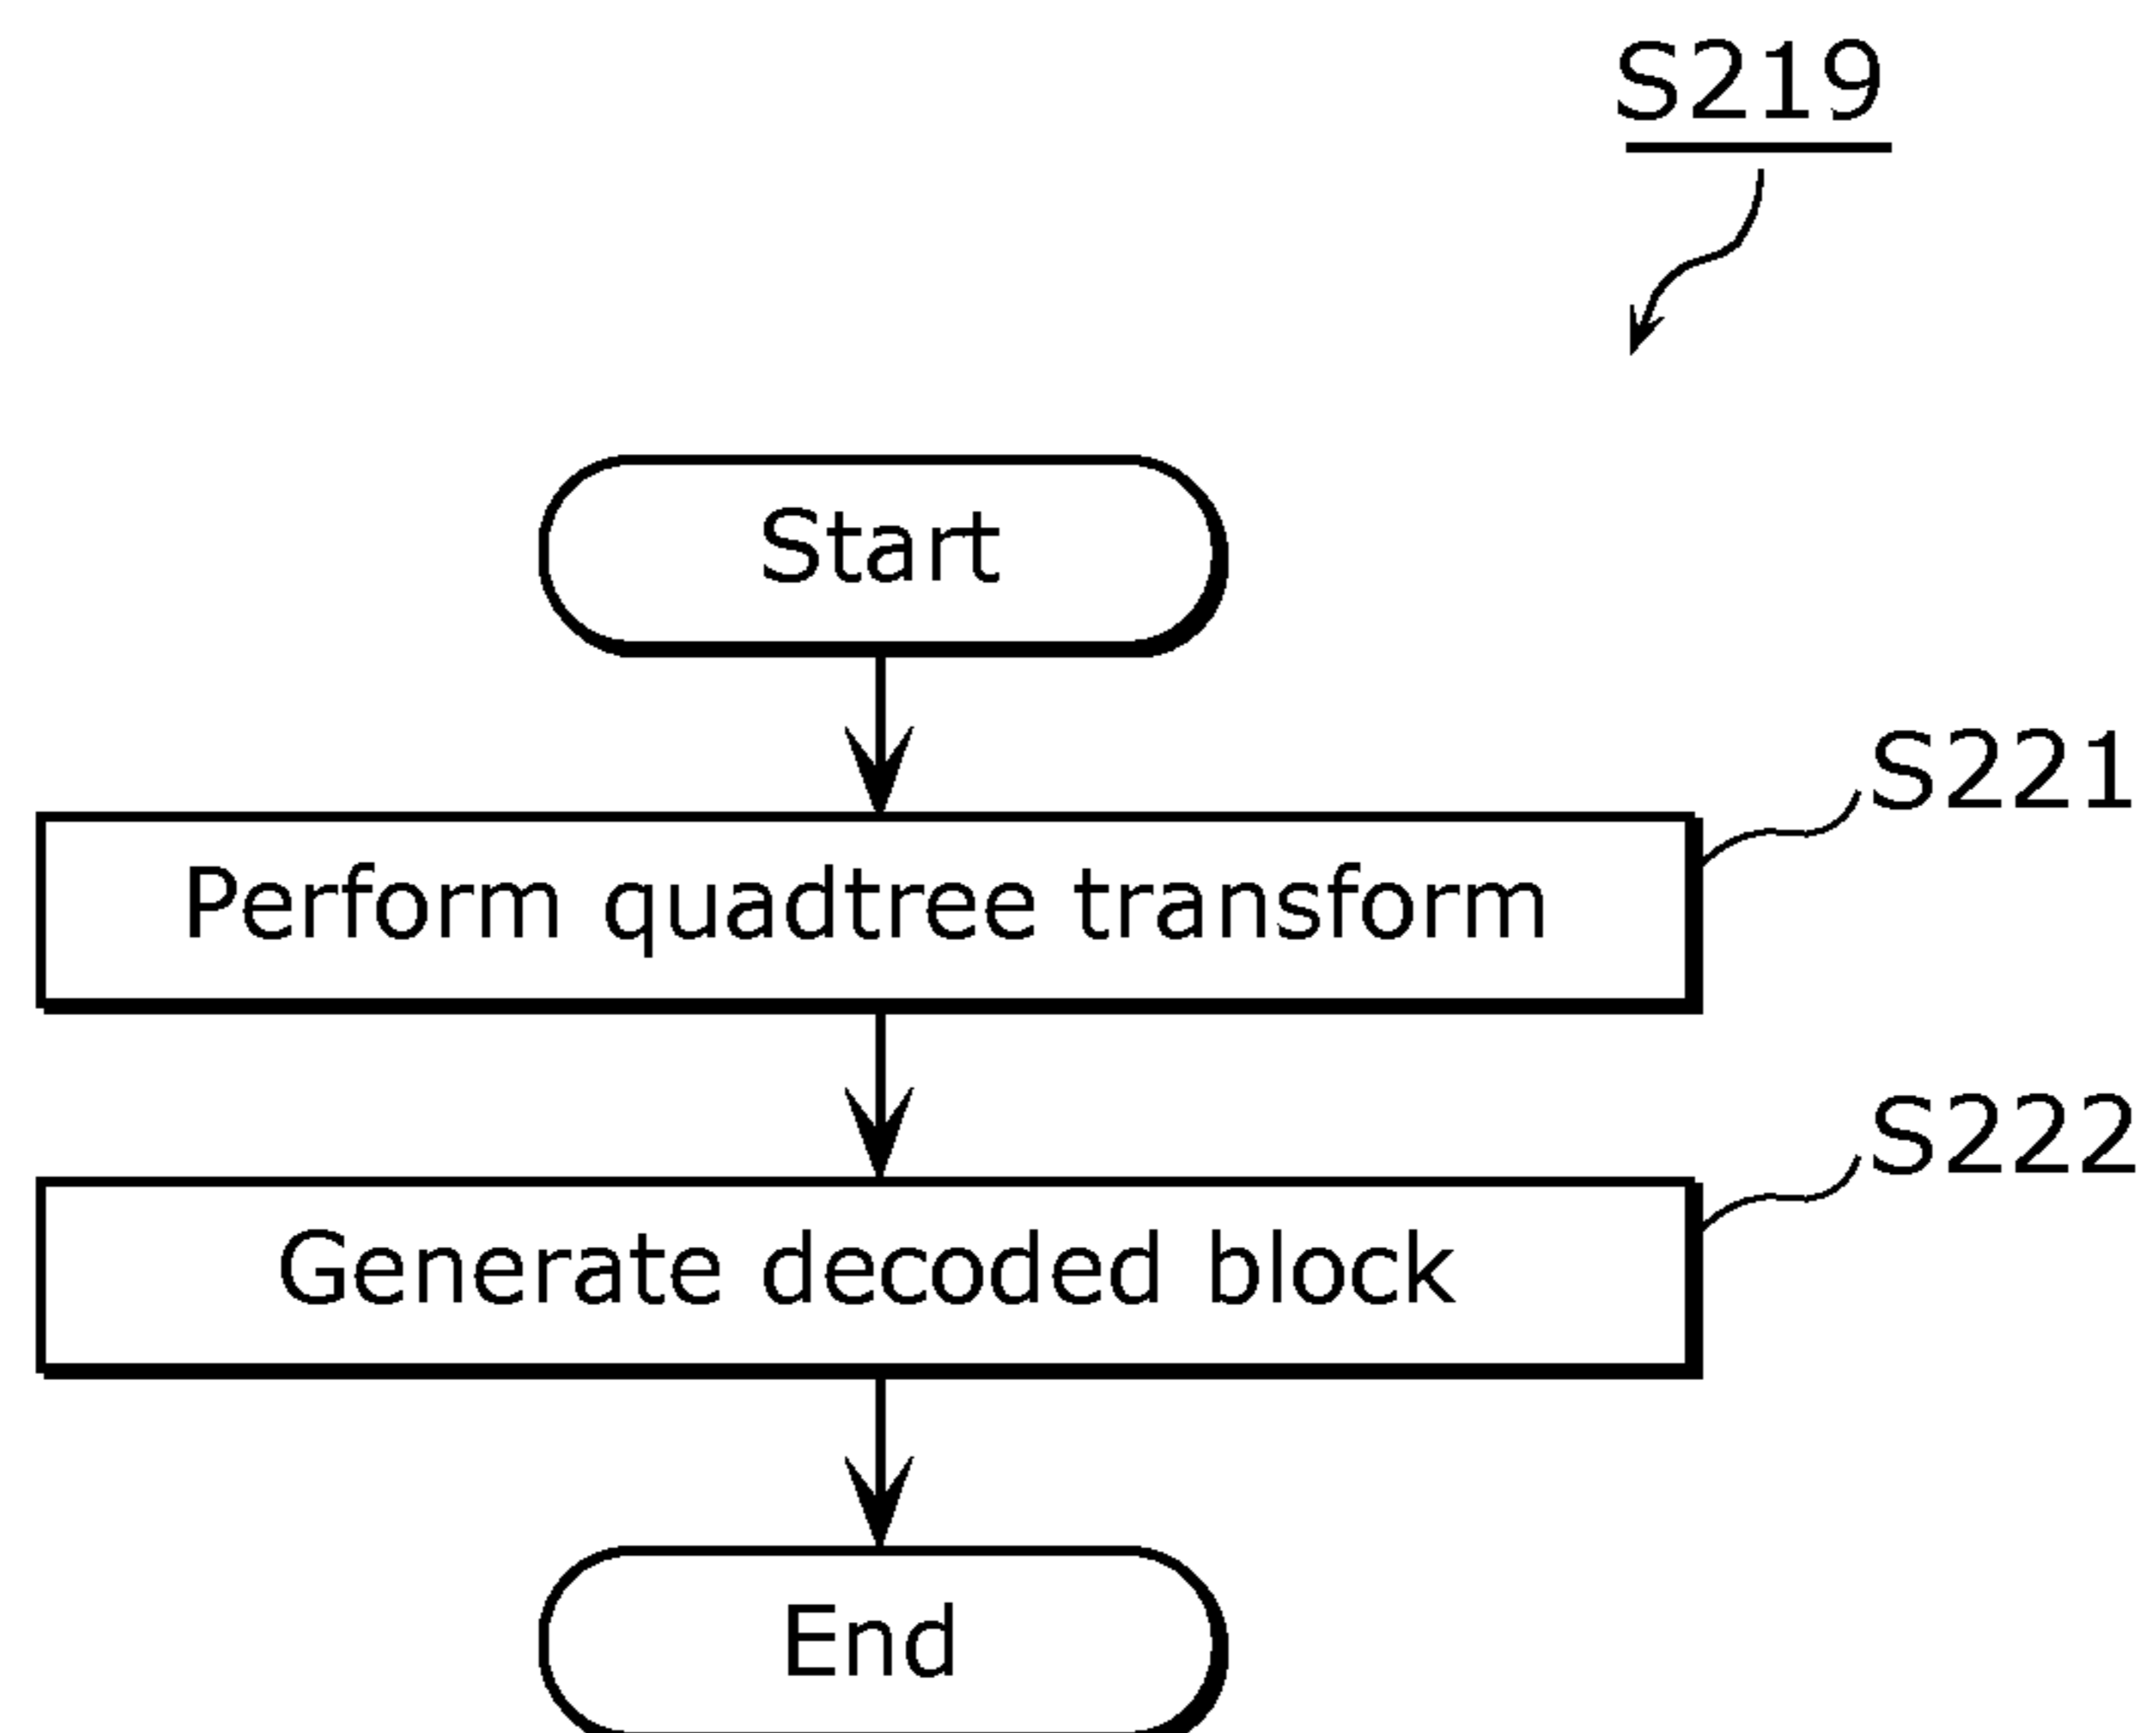 S219
Start
S221
Perform quadtree transform
S222
Generate decoded block
End